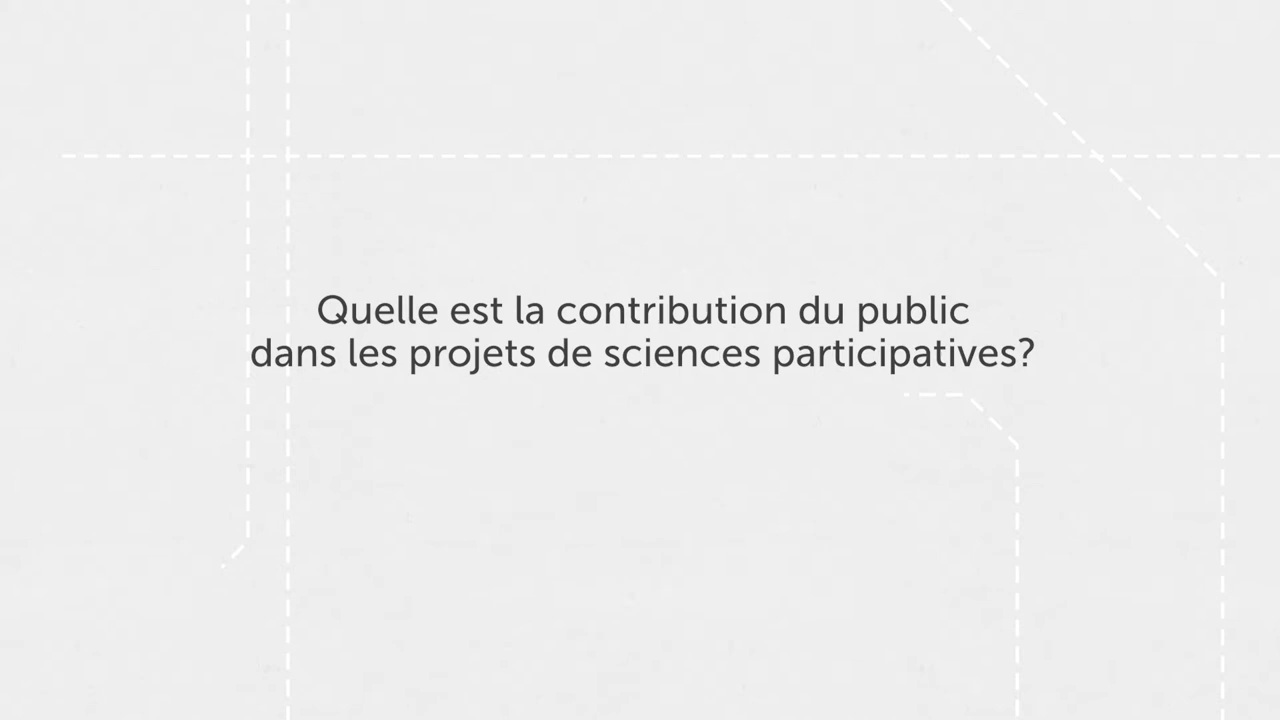 Quelle est la contribution du public
dans les projets de sciences participatives?